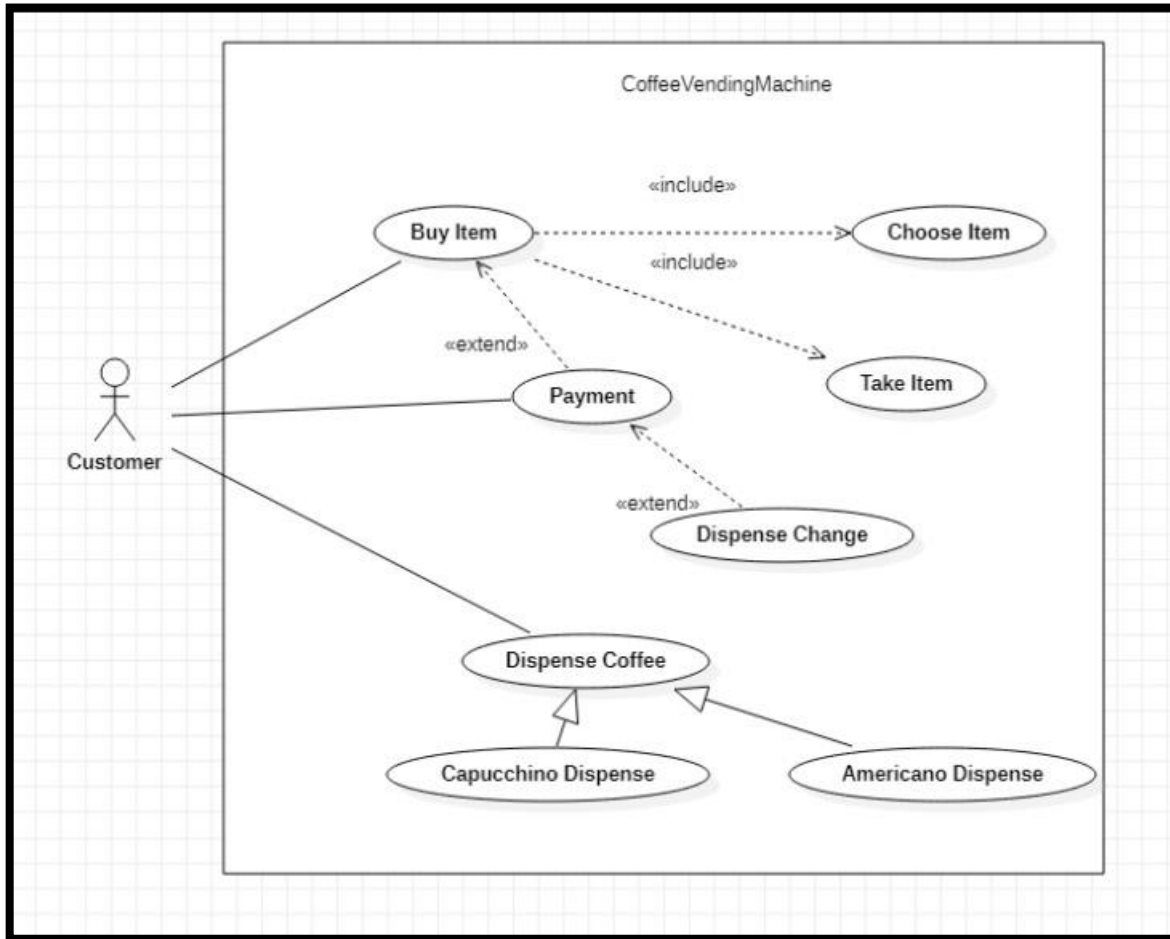 CoffeeVendingMachine
«include»
Buy Item
Choose Item
«include»
«extend»
Take Item
Payment
Customer
«extend»
Dispense Change
Dispense Coffee
Capucchino Dispense
Americano Dispense